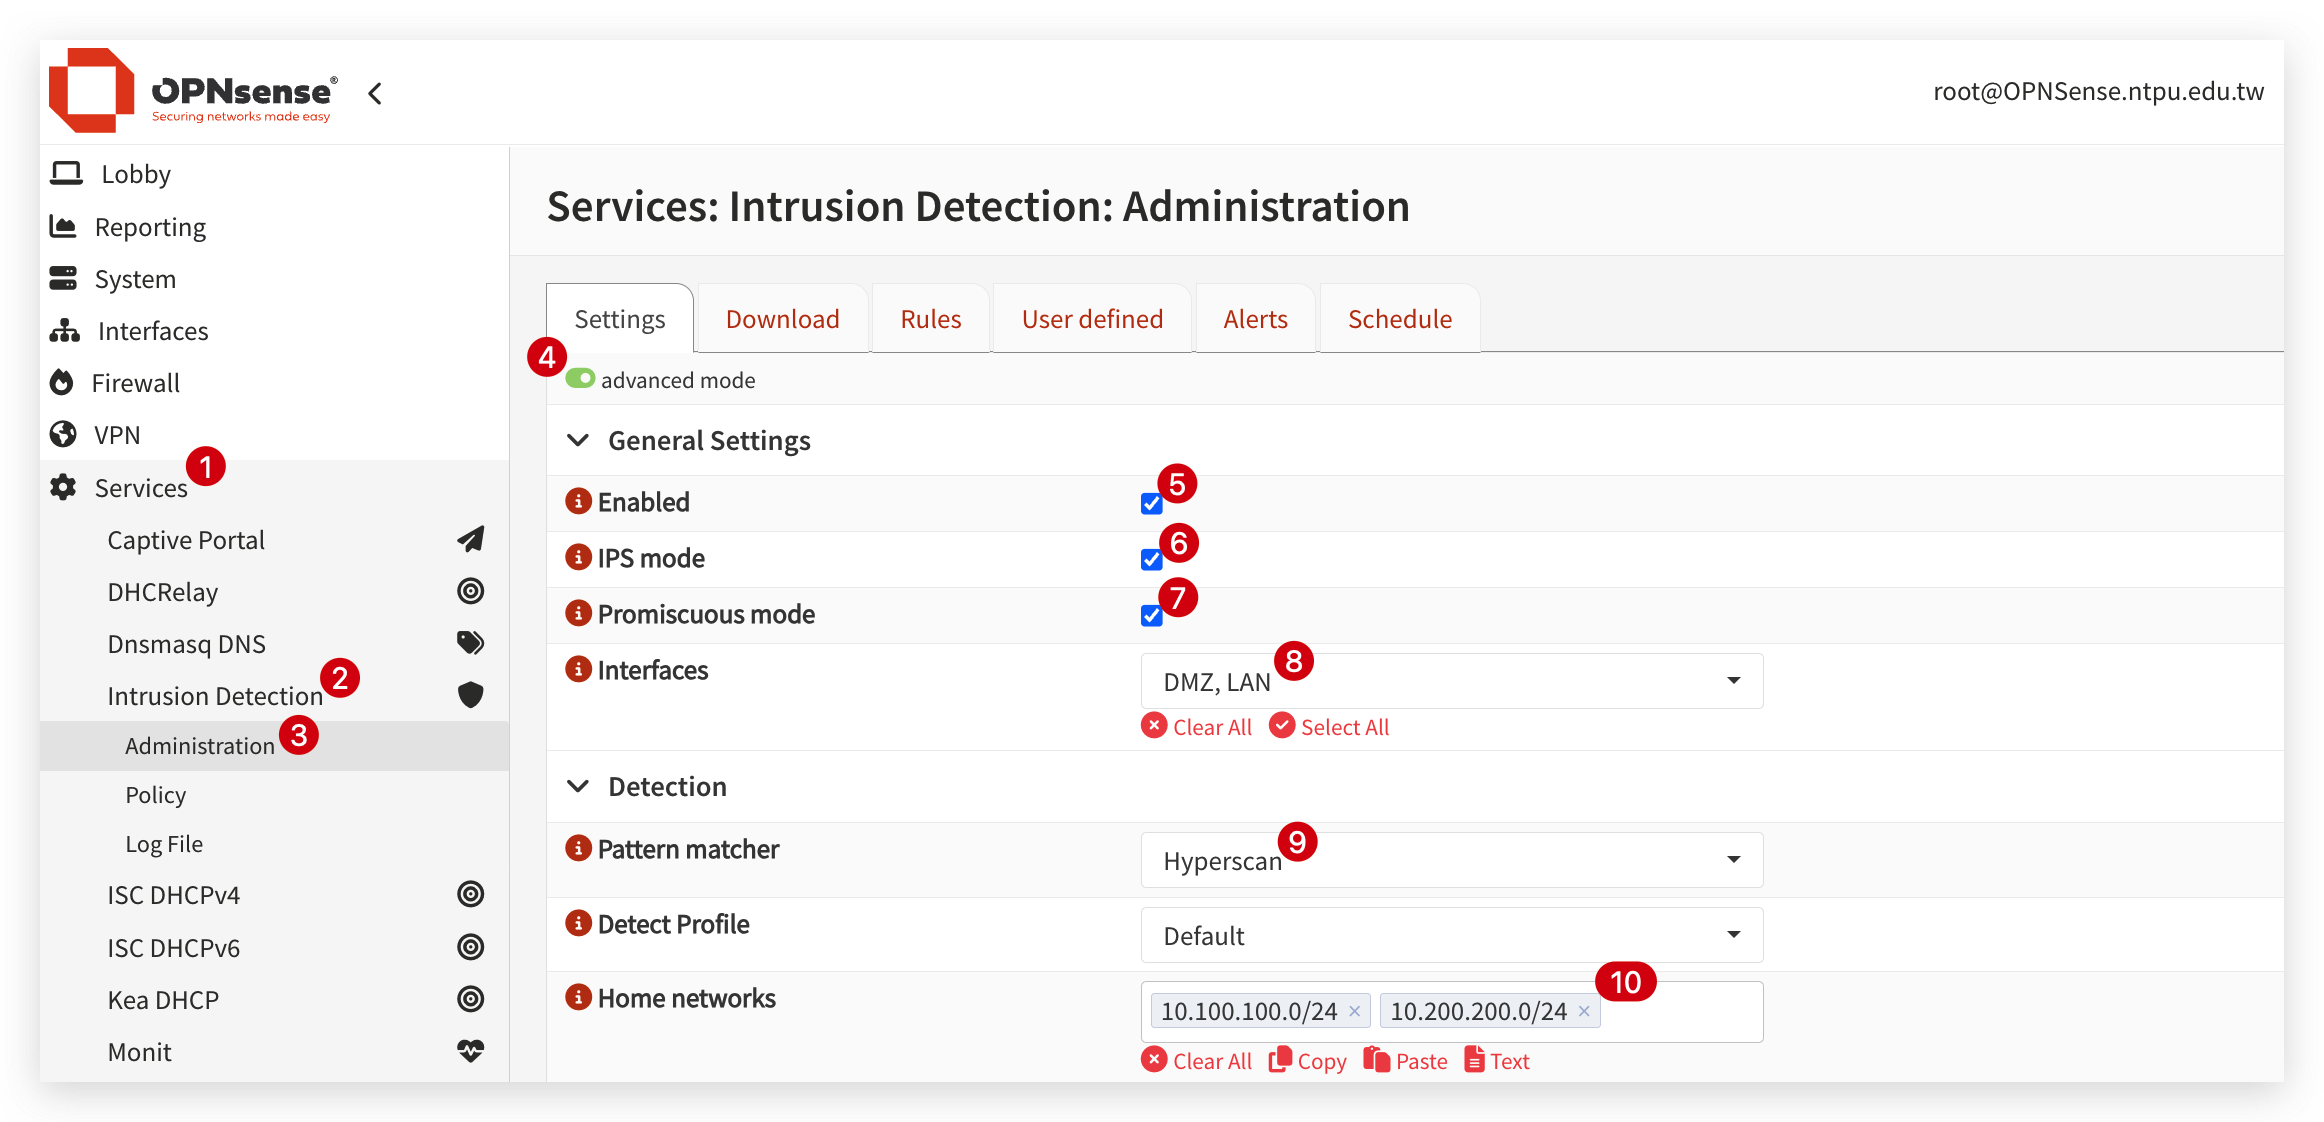 OPNsense®
Securing networks made easy
root@OPNSense.ntpu.edu.tw
Lobby
Reporting
System
Interfaces
Firewall
VPN
Services 1
Captive Portal
DHCRelay
Dnsmasq DNS
Intrusion Detection 2
Administration 3
Policy
Log File
ISC DHCPv4
ISC DHCPv6
Kea DHCP
Monit
Services: Intrusion Detection: Administration
Settings Download Rules User defined Alerts Schedule
4 advanced mode
General Settings
Enabled 5
IPS mode 6
Promiscuous mode 7
Interfaces DMZ, LAN 8
Clear All Select All
Detection
Pattern matcher Hyperscan 9
Detect Profile Default
Home networks 10.100.100.0/24 × 10.200.200.0/24 × 10
Clear All Copy Paste Text